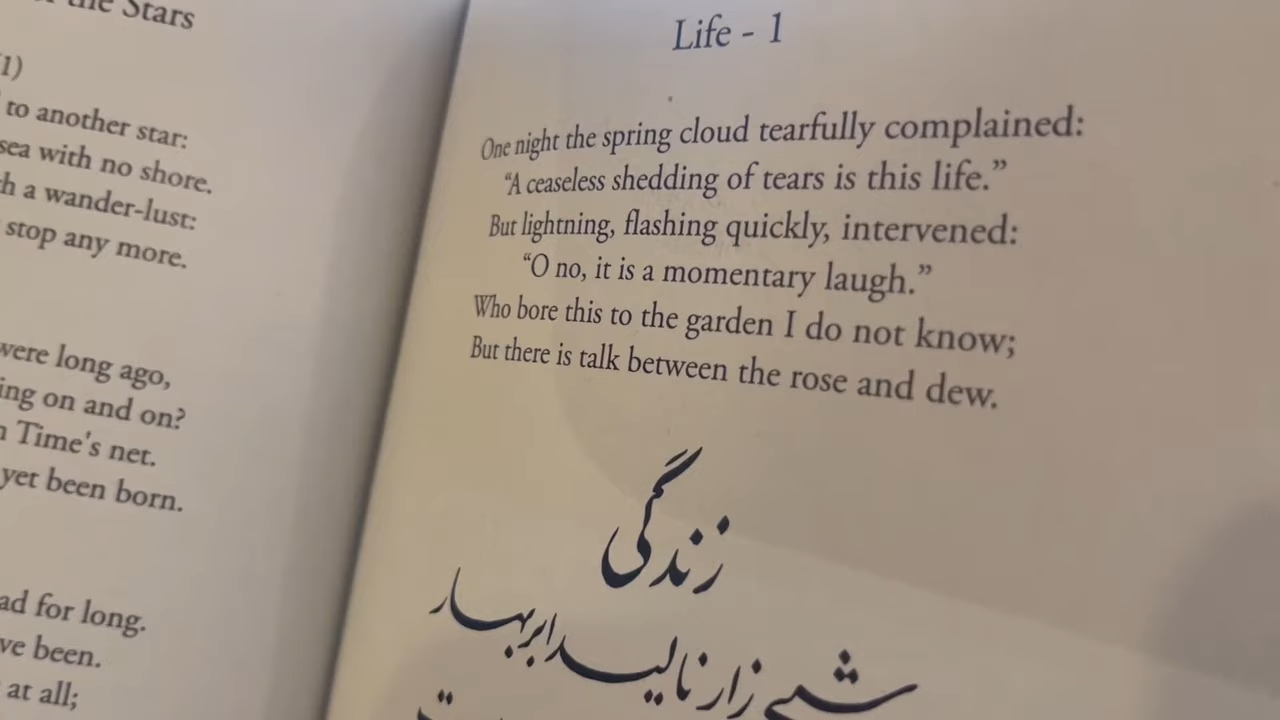 the Stars
1)
to another star:
sea with no shore.
h a wander-lust:
stop any more.
were long ago,
ing on and on?
Time's net.
yet been born.
ad for long.
ve been.
at all;
Life - 1
One night the spring cloud tearfully complained:
“A ceaseless shedding of tears is this life.”
But lightning, flashing quickly, intervened:
“O no, it is a momentary laugh.”
Who bore this to the garden I do not know;
But there is talk between the rose and dew.
زندگی
شبی زار نالید ابر بهار